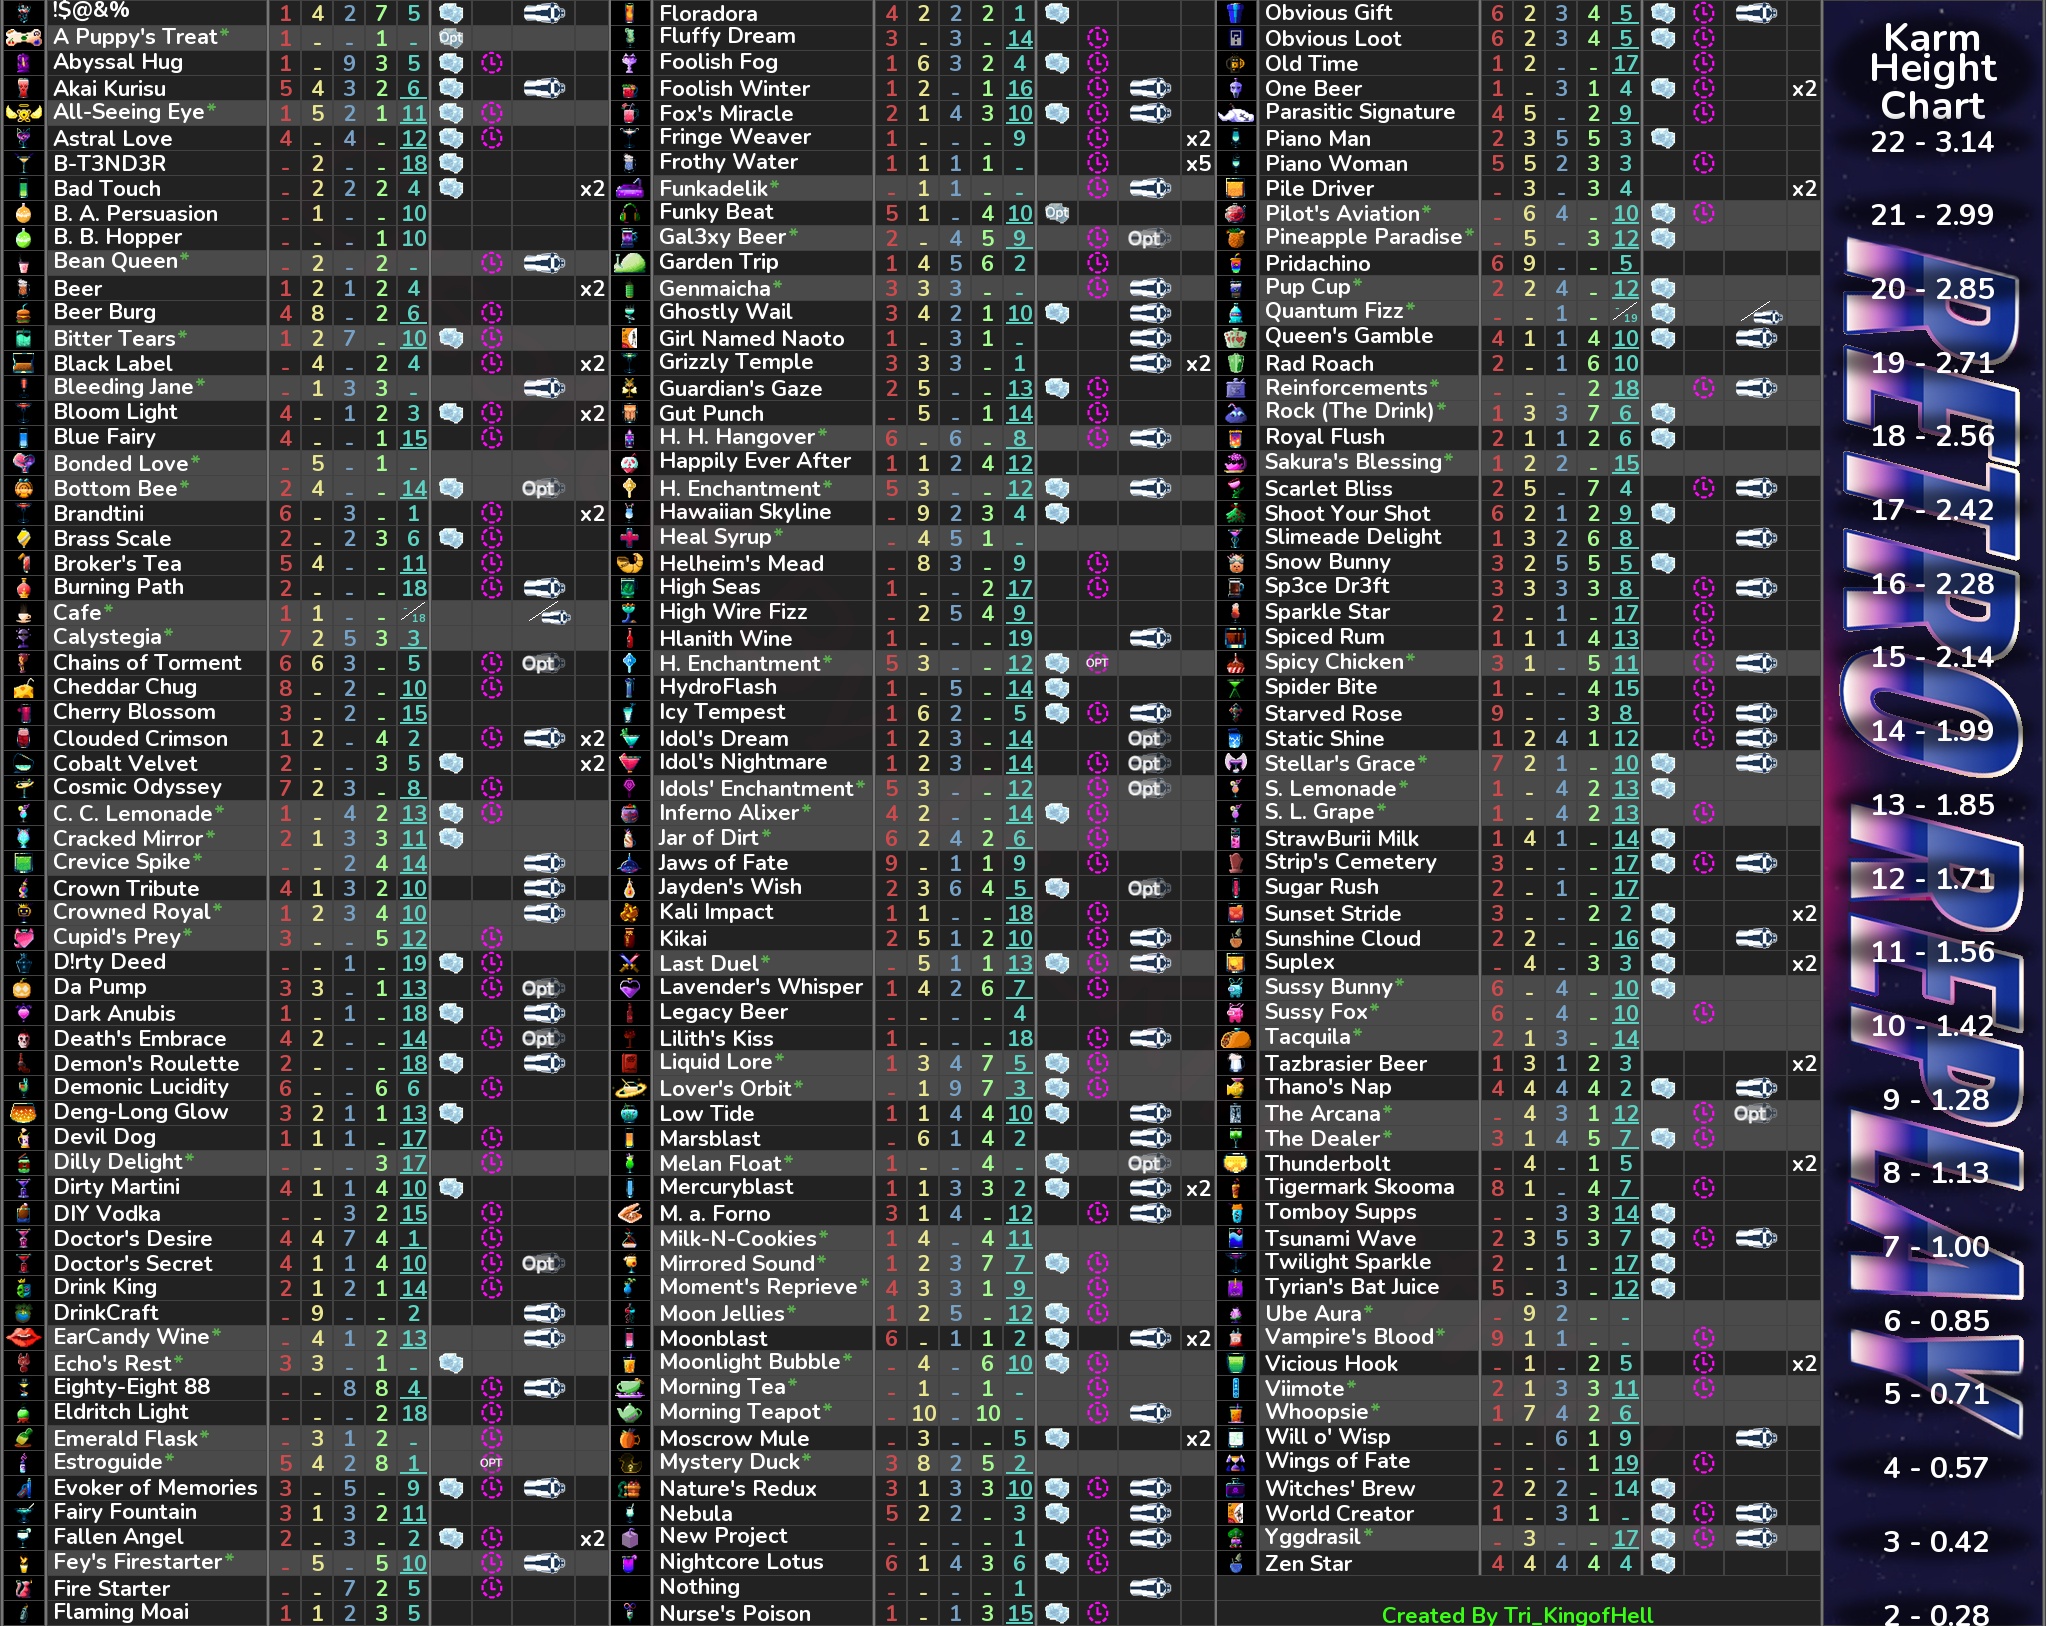 !$@&% 1 4 2 7 5
A Puppy's Treat* 1 - - 1 - Opt
Abyssal Hug 1 - 9 3 5
Akai Kurisu 5 4 3 2 6
All-Seeing Eye* 1 5 2 1 11
Astral Love 4 - 4 - 12
B-T3ND3R - 2 - - 18
Bad Touch - 2 2 2 4 x2
B. A. Persuasion - 1 - - 10
B. B. Hopper - - - 1 10
Bean Queen* - 2 - 2 -
Beer 1 2 1 2 4 x2
Beer Burg 4 8 - 2 6
Bitter Tears* 1 2 7 - 10
Black Label - 4 - 2 4 x2
Bleeding Jane* - 1 3 3 -
Bloom Light 4 - 1 2 3 x2
Blue Fairy 4 - - 1 15
Bonded Love* - 5 - 1 -
Bottom Bee* 2 4 - - 14 Opt
Brandtini 6 - 3 - 1 x2
Brass Scale 2 - 2 3 6
Broker's Tea 5 4 - - 11
Burning Path 2 - - - 18
Cafe* 1 1 - - -/18
Calystegia* 7 2 5 3 3
Chains of Torment 6 6 3 - 5 Opt
Cheddar Chug 8 - 2 - 10
Cherry Blossom 3 - 2 - 15
Clouded Crimson 1 2 - 4 2 x2
Cobalt Velvet 2 - - 3 5 x2
Cosmic Odyssey 7 2 3 - 8
C. C. Lemonade* 1 - 4 2 13
Cracked Mirror* 2 1 3 3 11
Crevice Spike* - - 2 4 14
Crown Tribute 4 1 3 2 10
Crowned Royal* 1 2 3 4 10
Cupid's Prey* 3 - - 5 12
D!rty Deed - - 1 - 19
Da Pump 3 3 - 1 13 Opt
Dark Anubis 1 - 1 - 18
Death's Embrace 4 2 - - 14 Opt
Demon's Roulette 2 - - - 18
Demonic Lucidity 6 - - 6 6
Deng-Long Glow 3 2 1 1 13
Devil Dog 1 1 1 - 17
Dilly Delight* - - - 3 17
Dirty Martini 4 1 1 4 10
DIY Vodka - - 3 2 15
Doctor's Desire 4 4 7 4 1
Doctor's Secret 4 1 1 4 10 Opt
Drink King 2 1 2 1 14
DrinkCraft - 9 - - 2
EarCandy Wine* - 4 1 2 13
Echo's Rest* 3 3 - 1 -
Eighty-Eight 88 - - 8 8 4
Eldritch Light - - - 2 18
Emerald Flask* - 3 1 2 -
Estroguide* 5 4 2 8 1 OPT
Evoker of Memories 3 - 5 - 9
Fairy Fountain 3 1 3 2 11
Fallen Angel 2 - 3 - 2 x2
Fey's Firestarter* - 5 - 5 10
Fire Starter - - 7 2 5
Flaming Moai 1 1 2 3 5
Floradora 4 2 2 2 1
Fluffy Dream 3 - 3 - 14
Foolish Fog 1 6 3 2 4
Foolish Winter 1 2 - 1 16
Fox's Miracle 2 1 4 3 10
Fringe Weaver 1 - - - 9 x2
Frothy Water 1 1 1 1 - x5
Funkadelik* - 1 1 - -
Funky Beat 5 1 - 4 10 Opt
Gal3xy Beer* 2 - 4 5 9 Opt
Garden Trip 1 4 5 6 2
Genmaicha* 3 3 3 - -
Ghostly Wail 3 4 2 1 10
Girl Named Naoto 1 - 3 1 -
Grizzly Temple 3 3 3 - 1 x2
Guardian's Gaze 2 5 - - 13
Gut Punch - 5 - 1 14
H. H. Hangover* 6 - 6 - 8
Happily Ever After 1 1 2 4 12
H. Enchantment* 5 3 - - 12
Hawaiian Skyline - 9 2 3 4
Heal Syrup* - 4 5 1 -
Helheim's Mead - 8 3 - 9
High Seas 1 - - 2 17
High Wire Fizz - 2 5 4 9
Hlanith Wine 1 - - - 19
H. Enchantment* 5 3 - - 12 OPT
HydroFlash 1 - 5 - 14
Icy Tempest 1 6 2 - 5
Idol's Dream 1 2 3 - 14 Opt
Idol's Nightmare 1 2 3 - 14 Opt
Idols' Enchantment* 5 3 - - 12 Opt
Inferno Alixer* 4 2 - - 14
Jar of Dirt* 6 2 4 2 6
Jaws of Fate 9 - 1 1 9
Jayden's Wish 2 3 6 4 5 Opt
Kali Impact 1 1 - - 18
Kikai 2 5 1 2 10
Last Duel* - 5 1 1 13
Lavender's Whisper 1 4 2 6 7
Legacy Beer - - - - 4
Lilith's Kiss 1 - - - 18
Liquid Lore* 1 3 4 7 5
Lover's Orbit* - 1 9 7 3
Low Tide 1 1 4 4 10
Marsblast - 6 1 4 2
Melan Float* 1 - - 4 - Opt
Mercuryblast 1 1 3 3 2 x2
M. a. Forno 3 1 4 - 12
Milk-N-Cookies* 1 4 - 4 11
Mirrored Sound* 1 2 3 7 7
Moment's Reprieve* 4 3 3 1 9
Moon Jellies* 1 2 5 - 12
Moonblast 6 - 1 1 2 x2
Moonlight Bubble* - 4 - 6 10
Morning Tea* - 1 - 1 -
Morning Teapot* - 10 - 10 -
Moscrow Mule - 3 - - 5 x2
Mystery Duck* 3 8 2 5 2
Nature's Redux 3 1 3 3 10
Nebula 5 2 2 - 3
New Project - - - - 1
Nightcore Lotus 6 1 4 3 6
Nothing - - - - 1
Nurse's Poison 1 - 1 3 15
Obvious Gift 6 2 3 4 5
Obvious Loot 6 2 3 4 5
Old Time 1 2 - - 17
One Beer 1 - 3 1 4 x2
Parasitic Signature 4 5 - 2 9
Piano Man 2 3 5 5 3
Piano Woman 5 5 2 3 3
Pile Driver - 3 - 3 4 x2
Pilot's Aviation* - 6 4 - 10
Pineapple Paradise* - 5 - 3 12
Pridachino 6 9 - - 5
Pup Cup* 2 2 4 - 12
Quantum Fizz* - - 1 - -/19
Queen's Gamble 4 1 1 4 10
Rad Roach 2 - 1 6 10
Reinforcements* - - - 2 18
Rock (The Drink)* 1 3 3 7 6
Royal Flush 2 1 1 2 6
Sakura's Blessing* 1 2 2 - 15
Scarlet Bliss 2 5 - 7 4
Shoot Your Shot 6 2 1 2 9
Slimeade Delight 1 3 2 6 8
Snow Bunny 3 2 5 5 5
Sp3ce Dr3ft 3 3 3 3 8
Sparkle Star 2 - 1 - 17
Spiced Rum 1 1 1 4 13
Spicy Chicken* 3 1 - 5 11
Spider Bite 1 - - 4 15
Starved Rose 9 - - 3 8
Static Shine 1 2 4 1 12
Stellar's Grace* 7 2 1 - 10
S. Lemonade* 1 - 4 2 13
S. L. Grape* 1 - 4 2 13
StrawBurii Milk 1 4 1 - 14
Strip's Cemetery 3 - - - 17
Sugar Rush 2 - 1 - 17
Sunset Stride 3 - - 2 2 x2
Sunshine Cloud 2 2 - - 16
Suplex - 4 - 3 3 x2
Sussy Bunny* 6 - 4 - 10
Sussy Fox* 6 - 4 - 10
Tacquila* 2 1 3 - 14
Tazbrasier Beer 1 3 1 2 3 x2
Thano's Nap 4 4 4 4 2
The Arcana* - 4 3 1 12 Opt
The Dealer* 3 1 4 5 7
Thunderbolt - 4 - 1 5 x2
Tigermark Skooma 8 1 - 4 7
Tomboy Supps - - 3 3 14
Tsunami Wave 2 3 5 3 7
Twilight Sparkle 2 - 1 - 17
Tyrian's Bat Juice 5 - 3 - 12
Ube Aura* - 9 2 - -
Vampire's Blood* 9 1 1 - -
Vicious Hook - 1 - 2 5 x2
Viimote* 2 1 3 3 11
Whoopsie* 1 7 4 2 6
Will o' Wisp - - 6 1 9
Wings of Fate - - - 1 19
Witches' Brew 2 2 2 - 14
World Creator 1 - 3 1 -
Yggdrasil* - 3 - - 17
Zen Star 4 4 4 4 4
Created By Tri_KingofHell
Karm
Height
Chart
22 - 3.14
21 - 2.99
20 - 2.85
19 - 2.71
18 - 2.56
17 - 2.42
16 - 2.28
15 - 2.14
14 - 1.99
13 - 1.85
12 - 1.71
11 - 1.56
10 - 1.42
9 - 1.28
8 - 1.13
7 - 1.00
6 - 0.85
5 - 0.71
4 - 0.57
3 - 0.42
2 - 0.28
RETRO FREPAK